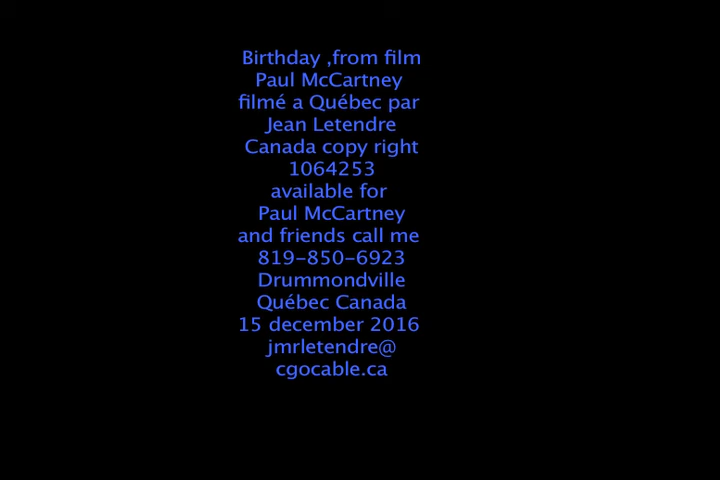 Birthday ,from film
Paul McCartney
filmé a Québec par
Jean Letendre
Canada copy right
1064253
available for
Paul McCartney
and friends call me
819-850-6923
Drummondville
Québec Canada
15 december 2016
jmrletendre@
cgocable.ca